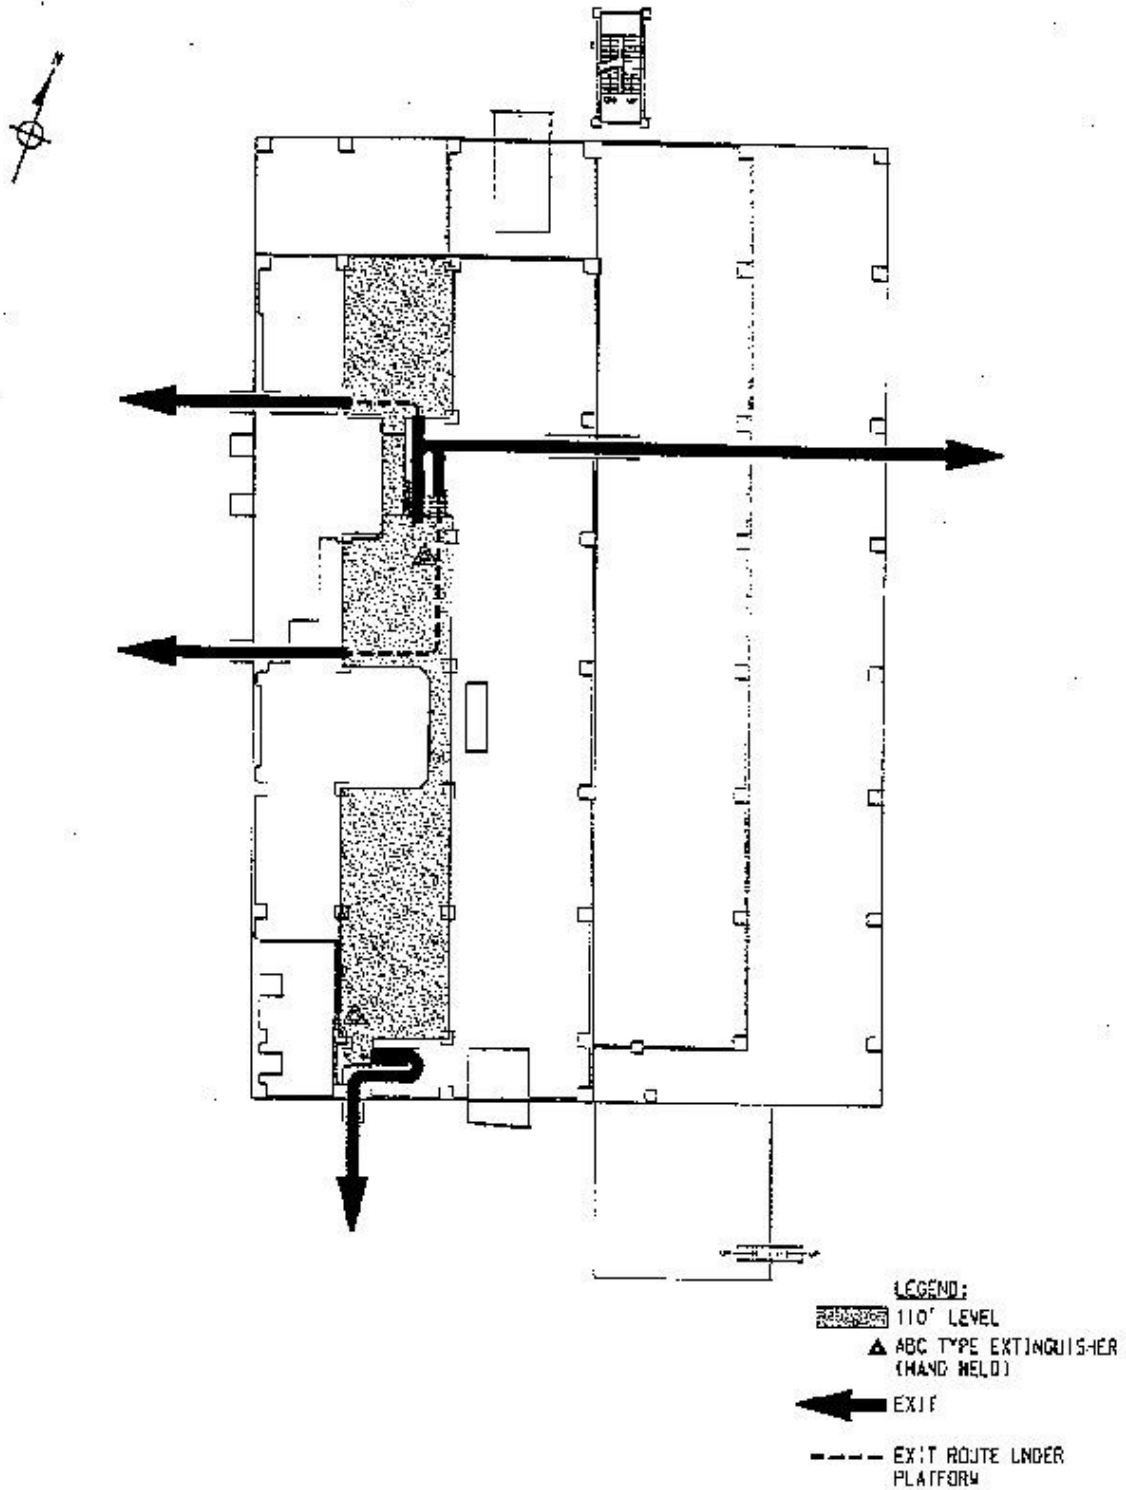 N
LEGEND:
110' LEVEL
ABC TYPE EXTINGUISHER
(HAND HELD)
EXIT
EXIT ROUTE UNDER
PLATFORM